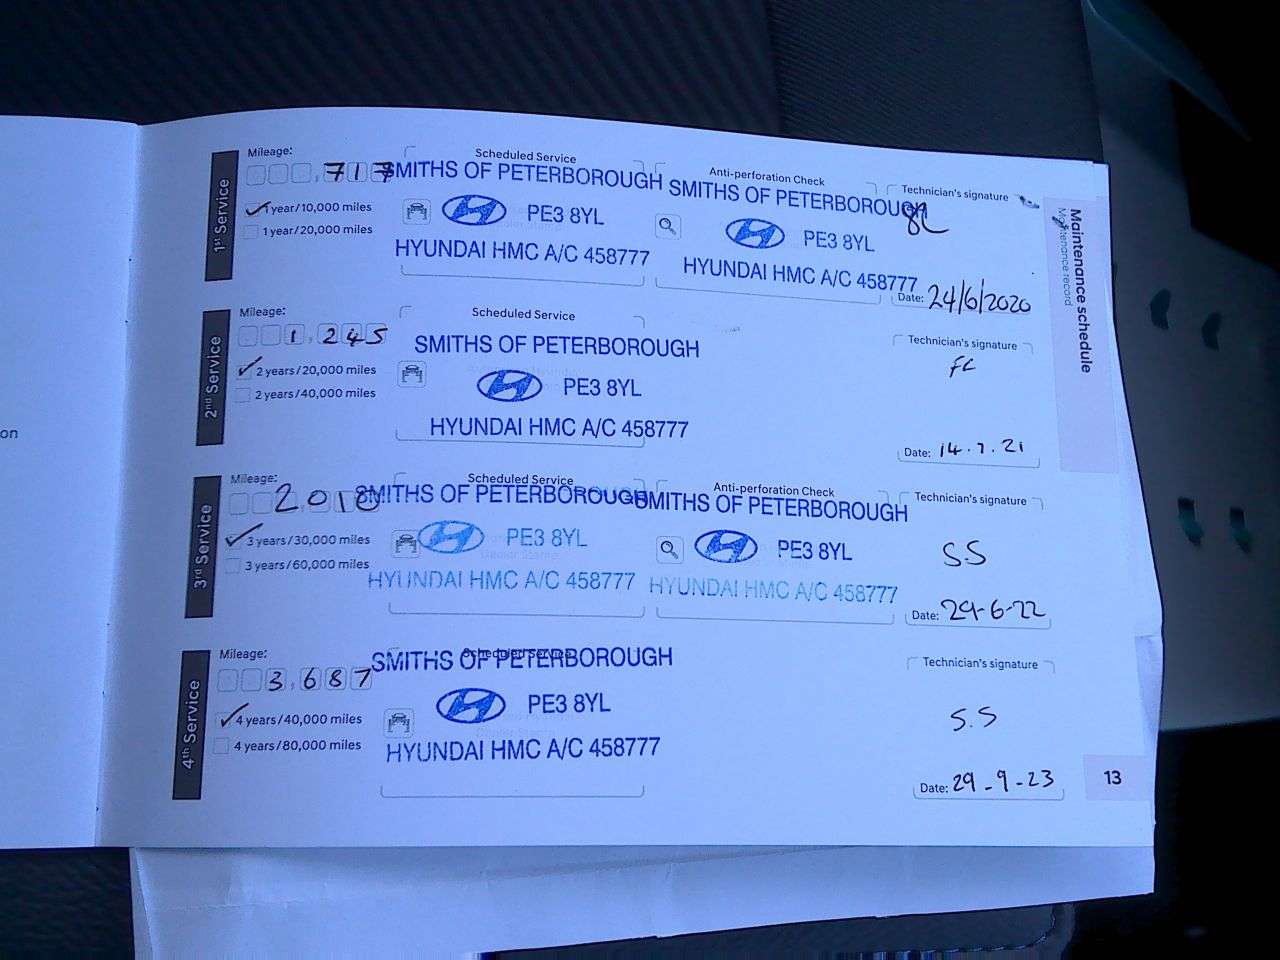 on
1st Service
Mileage:
717
1 year/10,000 miles
1 year/20,000 miles
Scheduled Service
SMITHS OF PETERBOROUGH
PE3 8YL
HYUNDAI HMC A/C 458777
Anti-perforation Check
SMITHS OF PETERBOROUGH
PE3 8YL
HYUNDAI HMC A/C 458777
Technician's signature
Date: 24/6/2020
2nd Service
Mileage:
1,245
2 years/20,000 miles
2 years/40,000 miles
Scheduled Service
SMITHS OF PETERBOROUGH
PE3 8YL
HYUNDAI HMC A/C 458777
Technician's signature
Date: 14.7.21
3rd Service
Mileage:
2,018
3 years/30,000 miles
3 years/60,000 miles
Scheduled Service
SMITHS OF PETERBOROUGH
PE3 8YL
HYUNDAI HMC A/C 458777
Anti-perforation Check
SMITHS OF PETERBOROUGH
PE3 8YL
HYUNDAI HMC A/C 458777
Technician's signature
S.S
Date: 29-6-22
4th Service
Mileage:
3,687
4 years/40,000 miles
4 years/80,000 miles
Scheduled Service
SMITHS OF PETERBOROUGH
PE3 8YL
HYUNDAI HMC A/C 458777
Technician's signature
S.S
Date: 29-9-23
Maintenance schedule
Maintenance record
13